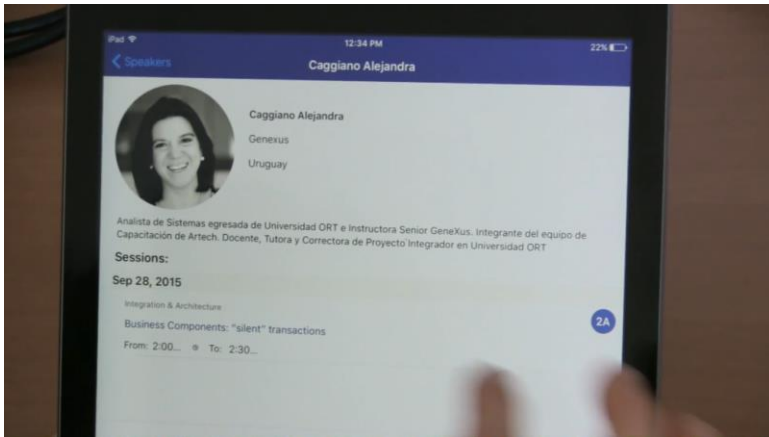 iPad 12:34 PM 22%
Speakers Caggiano Alejandra
Caggiano Alejandra
Genexus
Uruguay
Analista de Sistemas egresada de Universidad ORT e Instructora Senior GeneXus. Integrante del equipo de
Capacitación de Artech. Docente, Tutora y Correctora de Proyecto Integrador en Universidad ORT
Sessions:
Sep 28, 2015
Integration & Architecture
Business Components: "silent" transactions 2A
From: 2:00... To: 2:30...